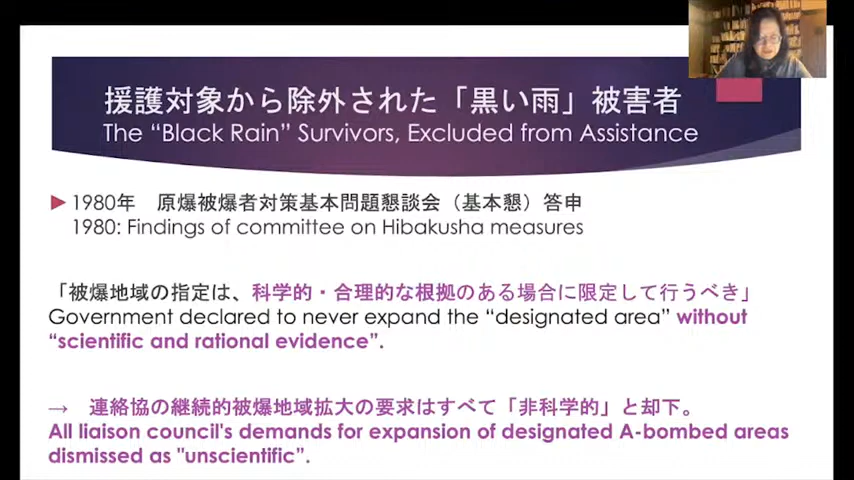 援護対象から除外された「黒い雨」被害者
The “Black Rain” Survivors, Excluded from Assistance
▶ 1980年　原爆被爆者対策基本問題懇談会（基本懇）答申
1980: Findings of committee on Hibakusha measures
「被爆地域の指定は、科学的・合理的な根拠のある場合に限定して行うべき」
Government declared to never expand the “designated area” without
“scientific and rational evidence”.
→　連絡協の継続的被爆地域拡大の要求はすべて「非科学的」と却下。
All liaison council's demands for expansion of designated A-bombed areas
dismissed as "unscientific”.